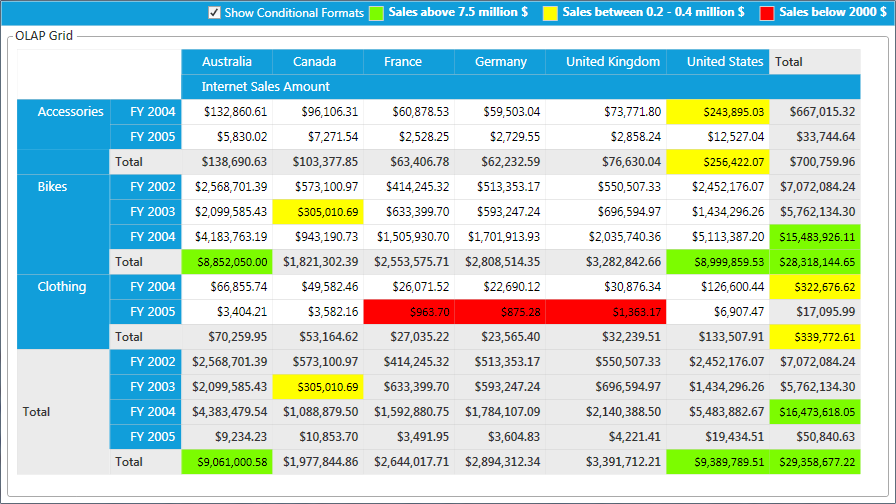 Show Conditional Formats Sales above 7.5 million $ Sales between 0.2 - 0.4 million $ Sales below 2000 $
OLAP Grid
Australia Canada France Germany United Kingdom United States Total
Internet Sales Amount
Accessories FY 2004 $132,860.61 $96,106.31 $60,878.53 $59,503.04 $73,771.80 $243,895.03 $667,015.32
FY 2005 $5,830.02 $7,271.54 $2,528.25 $2,729.55 $2,858.24 $12,527.04 $33,744.64
Total $138,690.63 $103,377.85 $63,406.78 $62,232.59 $76,630.04 $256,422.07 $700,759.96
Bikes FY 2002 $2,568,701.39 $573,100.97 $414,245.32 $513,353.17 $550,507.33 $2,452,176.07 $7,072,084.24
FY 2003 $2,099,585.43 $305,010.69 $633,399.70 $593,247.24 $696,594.97 $1,434,296.26 $5,762,134.30
FY 2004 $4,183,763.19 $943,190.73 $1,505,930.70 $1,701,913.93 $2,035,740.36 $5,113,387.20 $15,483,926.11
Total $8,852,050.00 $1,821,302.39 $2,553,575.71 $2,808,514.35 $3,282,842.66 $8,999,859.53 $28,318,144.65
Clothing FY 2004 $66,855.74 $49,582.46 $26,071.52 $22,690.12 $30,876.34 $126,600.44 $322,676.62
FY 2005 $3,404.21 $3,582.16 $963.70 $875.28 $1,363.17 $6,907.47 $17,095.99
Total $70,259.95 $53,164.62 $27,035.22 $23,565.40 $32,239.51 $133,507.91 $339,772.61
Total FY 2002 $2,568,701.39 $573,100.97 $414,245.32 $513,353.17 $550,507.33 $2,452,176.07 $7,072,084.24
FY 2003 $2,099,585.43 $305,010.69 $633,399.70 $593,247.24 $696,594.97 $1,434,296.26 $5,762,134.30
FY 2004 $4,383,479.54 $1,088,879.50 $1,592,880.75 $1,784,107.09 $2,140,388.50 $5,483,882.67 $16,473,618.05
FY 2005 $9,234.23 $10,853.70 $3,491.95 $3,604.83 $4,221.41 $19,434.51 $50,840.63
Total $9,061,000.58 $1,977,844.86 $2,644,017.71 $2,894,312.34 $3,391,712.21 $9,389,789.51 $29,358,677.22